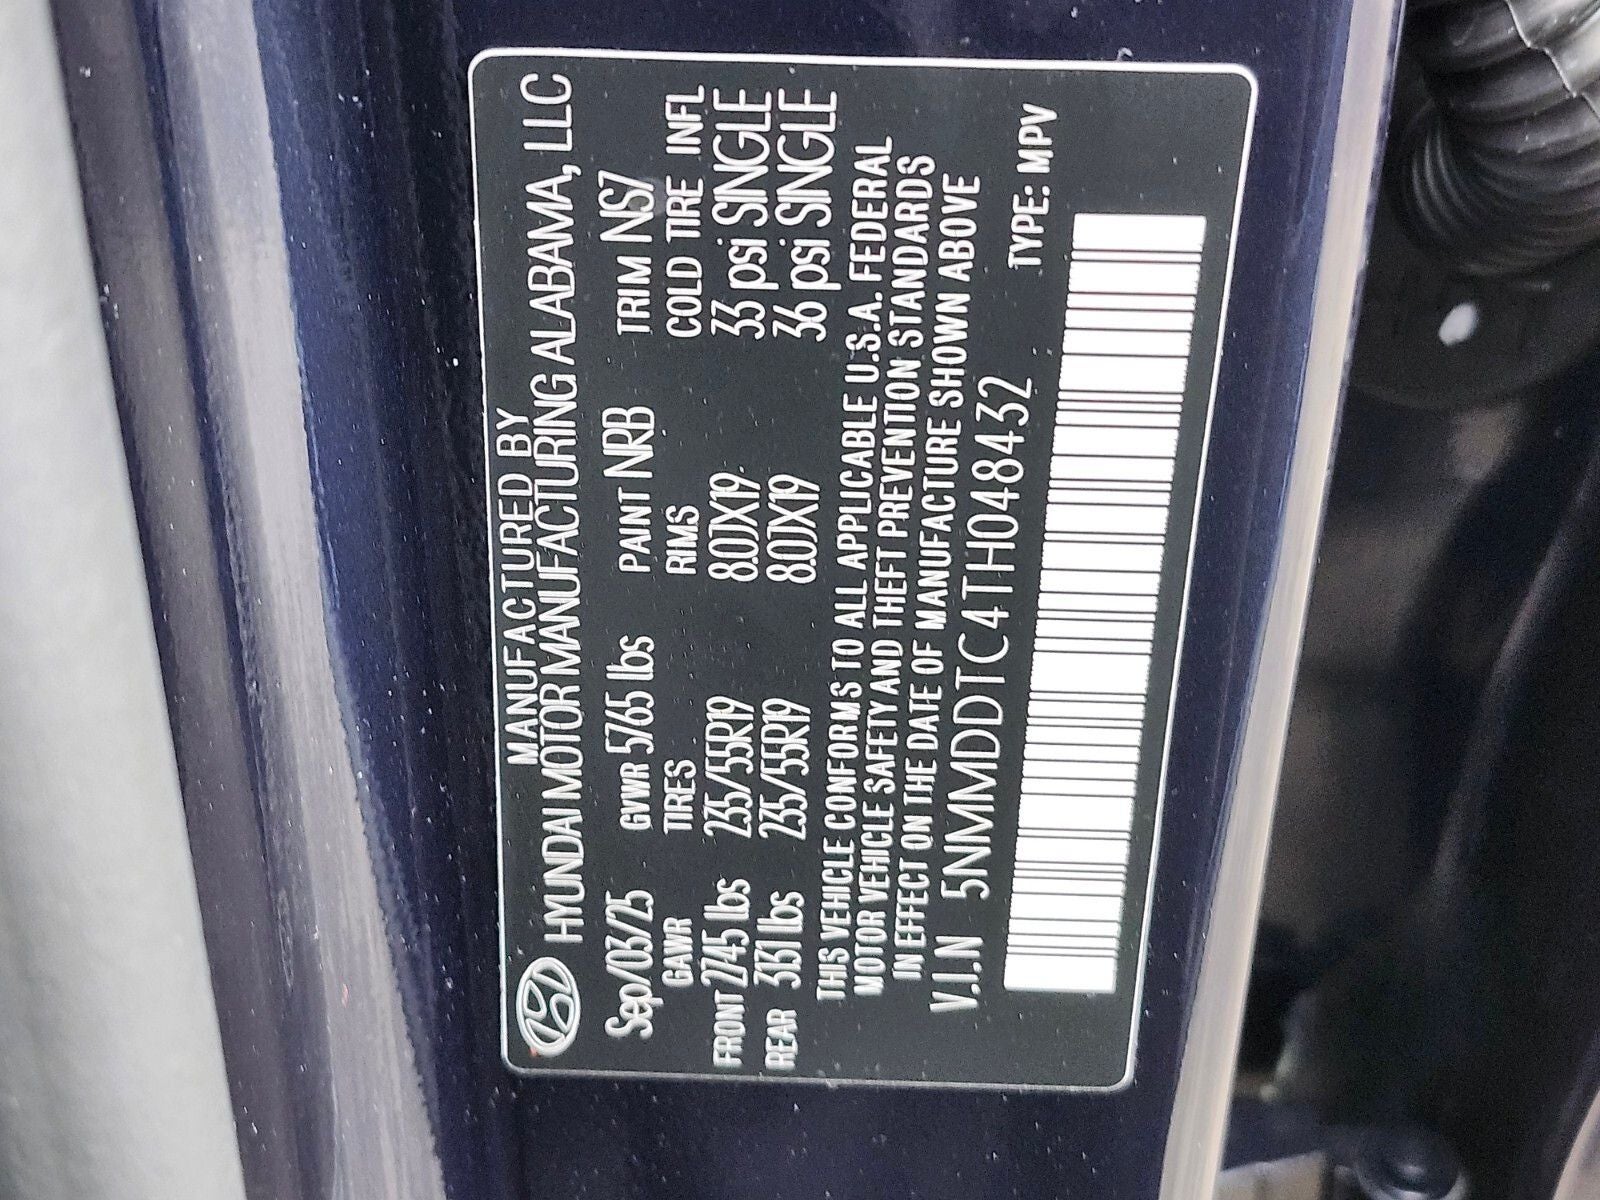 MANUFACTURED BY
HYUNDAI MOTOR MANUFACTURING ALABAMA, LLC
Sep/03/25 GVWR 5765 lbs PAINT NRB TRIM NS7
GAWR TIRES RIMS COLD TIRE INFL
FRONT 2745 lbs 235/55R19 8.0JX19 33 psi SINGLE
REAR 3131 lbs 235/55R19 8.0JX19 36 psi SINGLE
THIS VEHICLE CONFORMS TO ALL APPLICABLE U.S.A. FEDERAL
MOTOR VEHICLE SAFETY AND THEFT PREVENTION STANDARDS
IN EFFECT ON THE DATE OF MANUFACTURE SHOWN ABOVE
V.I.N 5NMMDDTC4TH048432 TYPE: MPV